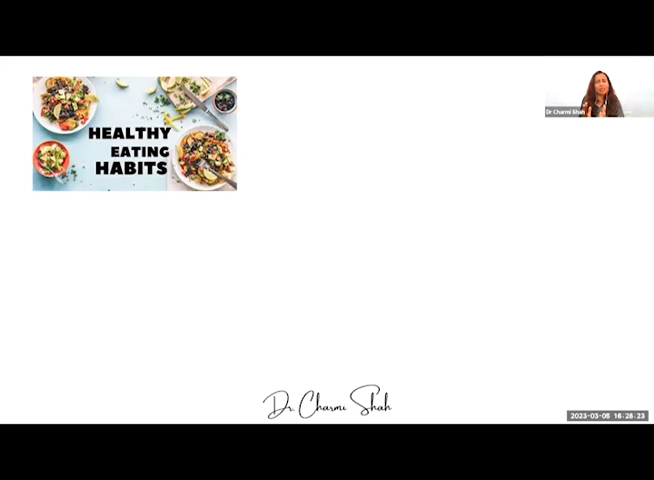 HEALTHY
EATING
HABITS
Dr Charmi Shah
Dr. Charmi Shah
2023-03-05 16:28:23